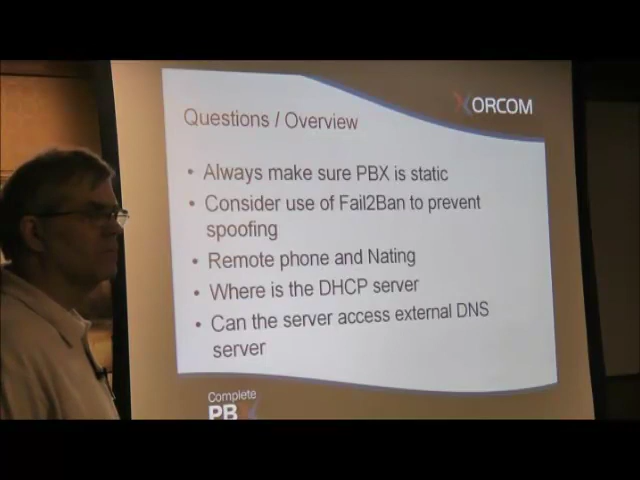 XORCOM
Questions / Overview
• Always make sure PBX is static
• Consider use of Fail2Ban to prevent
spoofing
• Remote phone and Nating
• Where is the DHCP server
• Can the server access external DNS
server
Complete
PBX